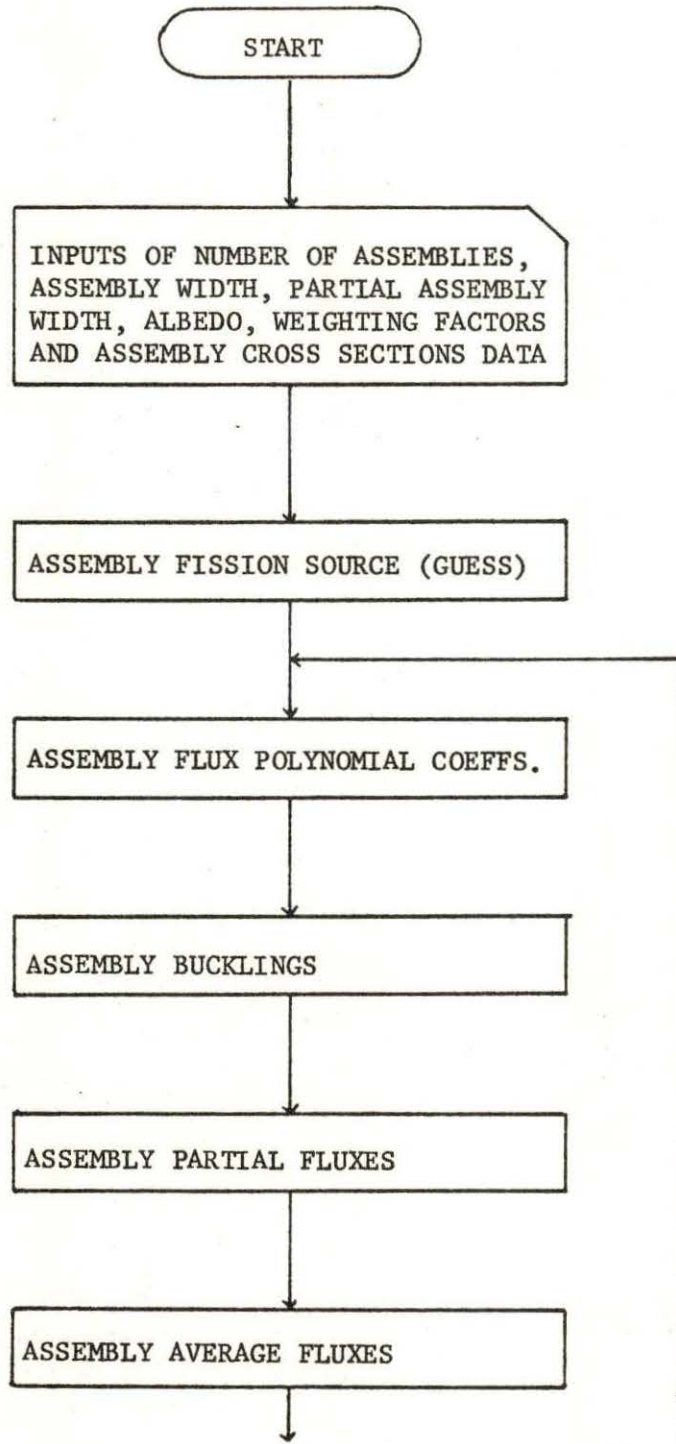 START
INPUTS OF NUMBER OF ASSEMBLIES,
ASSEMBLY WIDTH, PARTIAL ASSEMBLY
WIDTH, ALBEDO, WEIGHTING FACTORS
AND ASSEMBLY CROSS SECTIONS DATA
ASSEMBLY FISSION SOURCE (GUESS)
ASSEMBLY FLUX POLYNOMIAL COEFFS.
ASSEMBLY BUCKLINGS
ASSEMBLY PARTIAL FLUXES
ASSEMBLY AVERAGE FLUXES